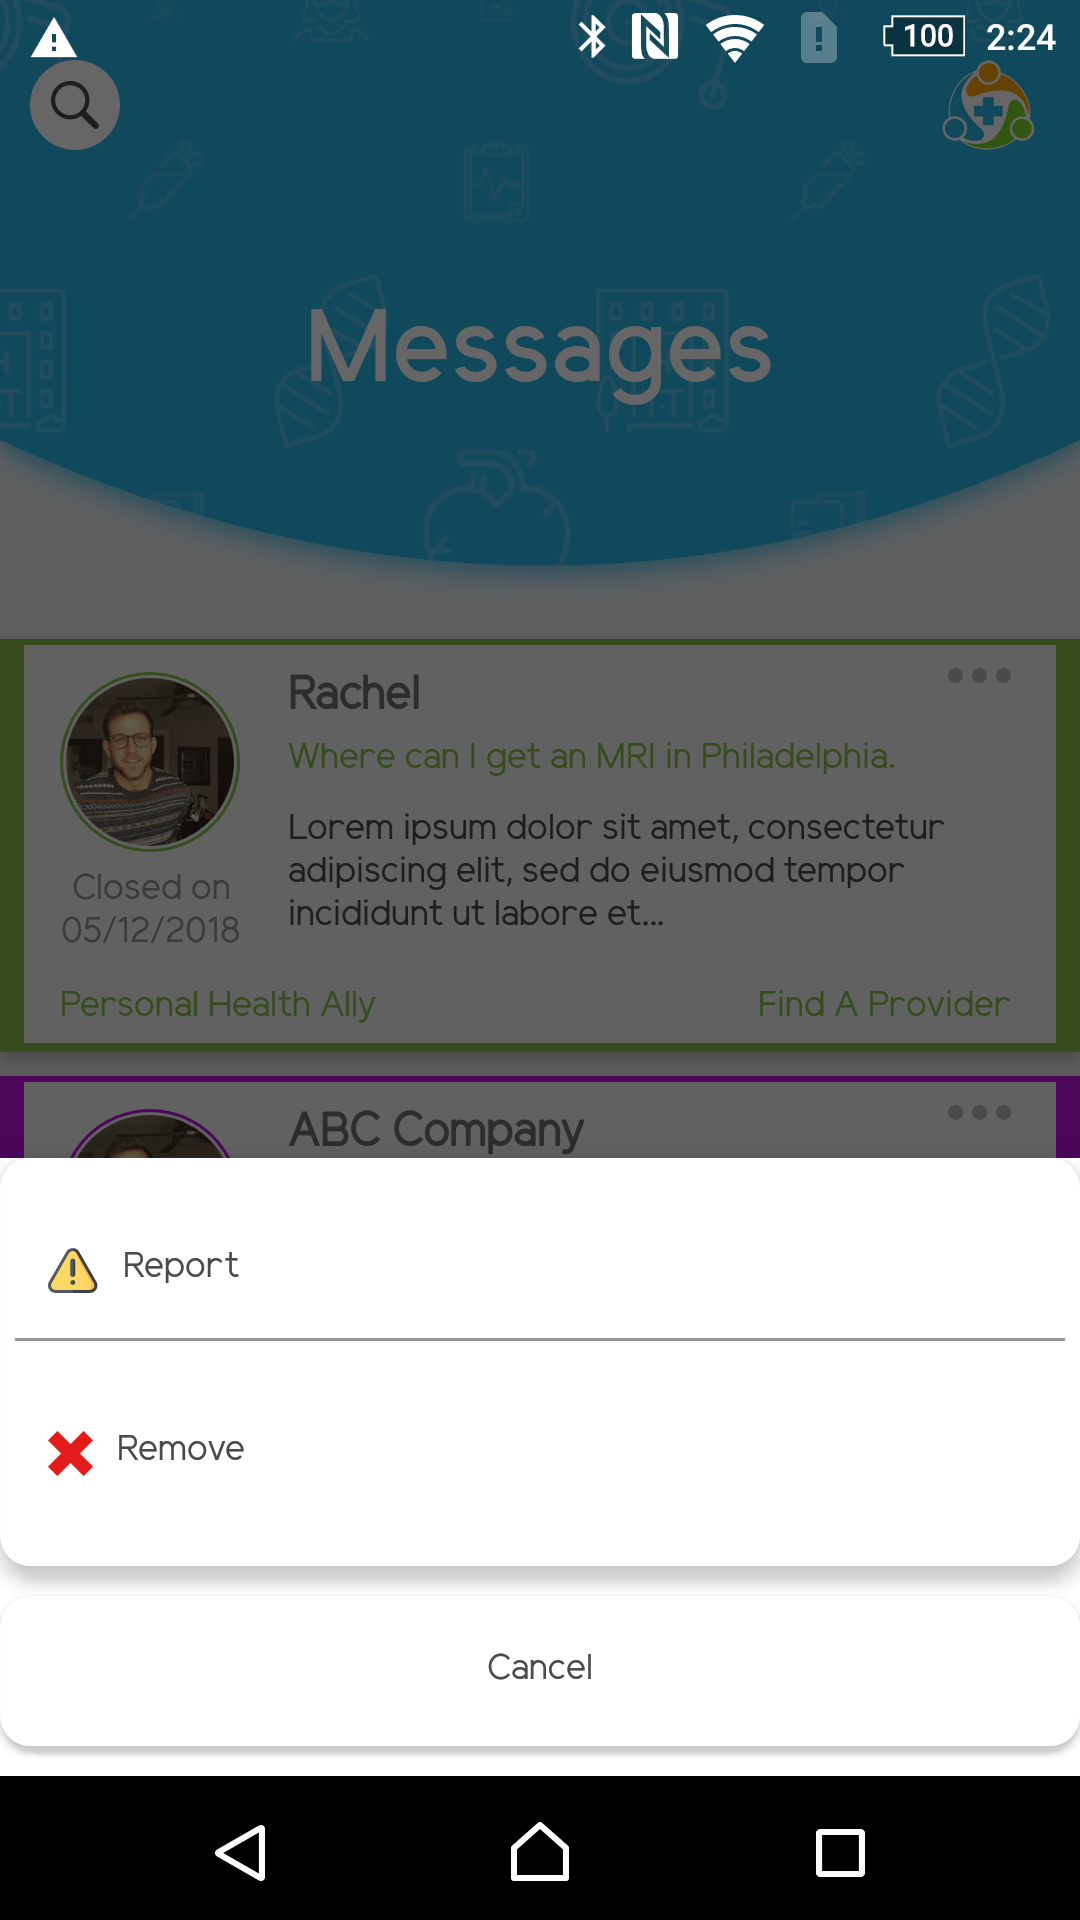 100 2:24
Messages
Rachel
Where can I get an MRI in Philadelphia.
Lorem ipsum dolor sit amet, consectetur
adipiscing elit, sed do eiusmod tempor
incididunt ut labore et...
Closed on
05/12/2018
Personal Health Ally
Find A Provider
ABC Company
Report
Remove
Cancel